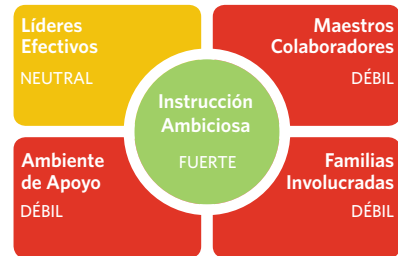 Líderes
Efectivos
NEUTRAL
Maestros
Colaboradores
DÉBIL
Instrucción
Ambiciosa
FUERTE
Ambiente
de Apoyo
DÉBIL
Familias
Involucradas
DÉBIL